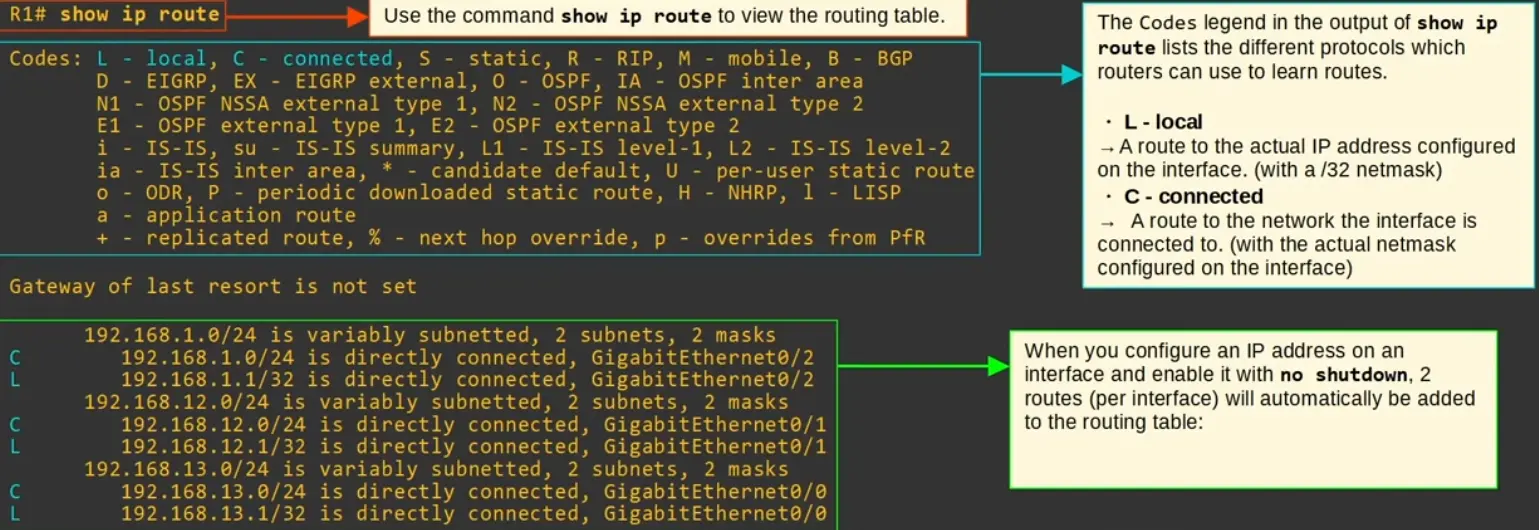 R1# show ip route
Use the command show ip route to view the routing table.
Codes: L - local, C - connected, S - static, R - RIP, M - mobile, B - BGP
D - EIGRP, EX - EIGRP external, O - OSPF, IA - OSPF inter area
N1 - OSPF NSSA external type 1, N2 - OSPF NSSA external type 2
E1 - OSPF external type 1, E2 - OSPF external type 2
i - IS-IS, su - IS-IS summary, L1 - IS-IS level-1, L2 - IS-IS level-2
ia - IS-IS inter area, * - candidate default, U - per-user static route
o - ODR, P - periodic downloaded static route, H - NHRP, l - LISP
a - application route
+ - replicated route, % - next hop override, p - overrides from PfR
The Codes legend in the output of show ip
route lists the different protocols which
routers can use to learn routes.
· L - local
→A route to the actual IP address configured
on the interface. (with a /32 netmask)
· C - connected
→ A route to the network the interface is
connected to. (with the actual netmask
configured on the interface)
Gateway of last resort is not set
192.168.1.0/24 is variably subnetted, 2 subnets, 2 masks
C 192.168.1.0/24 is directly connected, GigabitEthernet0/2
L 192.168.1.1/32 is directly connected, GigabitEthernet0/2
192.168.12.0/24 is variably subnetted, 2 subnets, 2 masks
C 192.168.12.0/24 is directly connected, GigabitEthernet0/1
L 192.168.12.1/32 is directly connected, GigabitEthernet0/1
192.168.13.0/24 is variably subnetted, 2 subnets, 2 masks
C 192.168.13.0/24 is directly connected, GigabitEthernet0/0
L 192.168.13.1/32 is directly connected, GigabitEthernet0/0
When you configure an IP address on an
interface and enable it with no shutdown, 2
routes (per interface) will automatically be added
to the routing table: